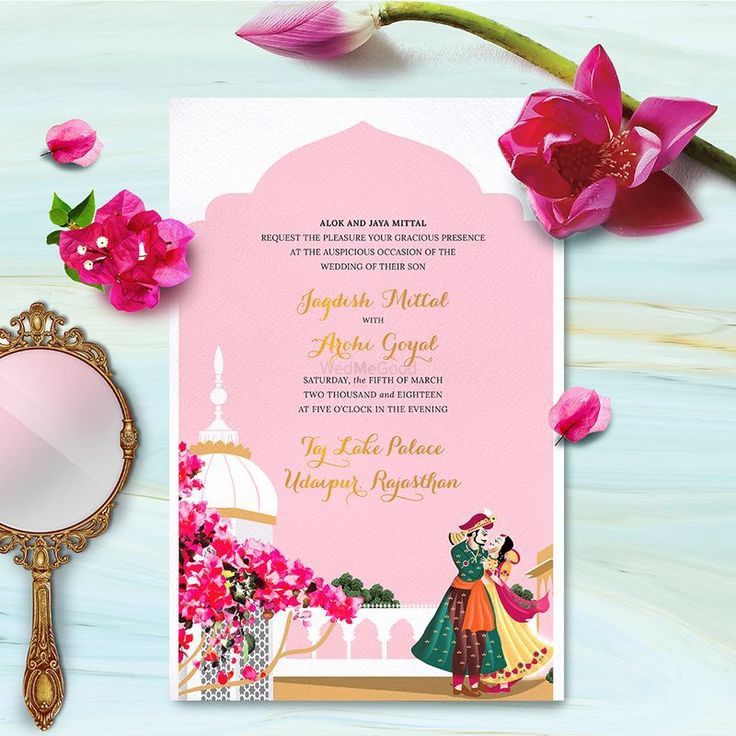 ALOK AND JAYA MITTAL
REQUEST THE PLEASURE YOUR GRACIOUS PRESENCE
AT THE AUSPICIOUS OCCASION OF THE
WEDDING OF THEIR SON
Jagdish Mittal
WITH
Arohi Goyal
WedMeGood
SATURDAY, the FIFTH OF MARCH
TWO THOUSAND and EIGHTEEN
AT FIVE O'CLOCK IN THE EVENING
Taj Lake Palace
Udaipur, Rajasthan